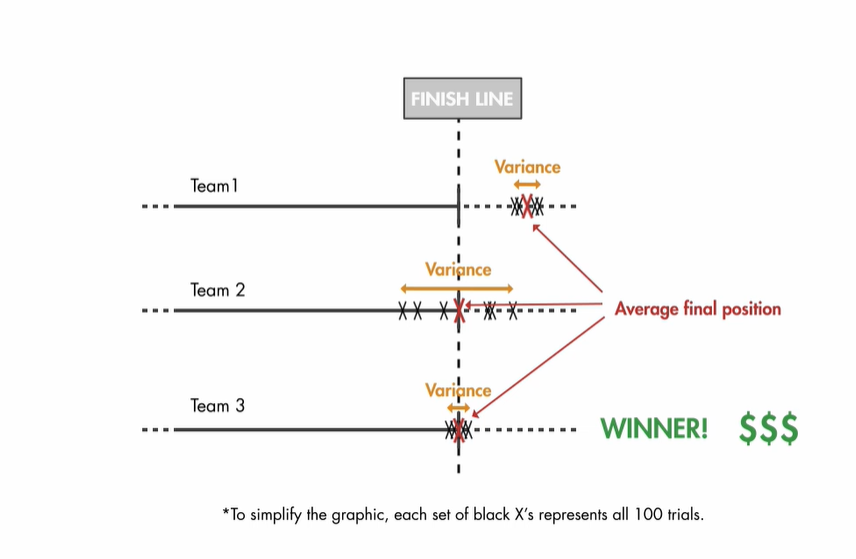 FINISH LINE
Variance
Team 1
Variance
Team 2
Average final position
Variance
Team 3
WINNER! $$$
*To simplify the graphic, each set of black X's represents all 100 trials.